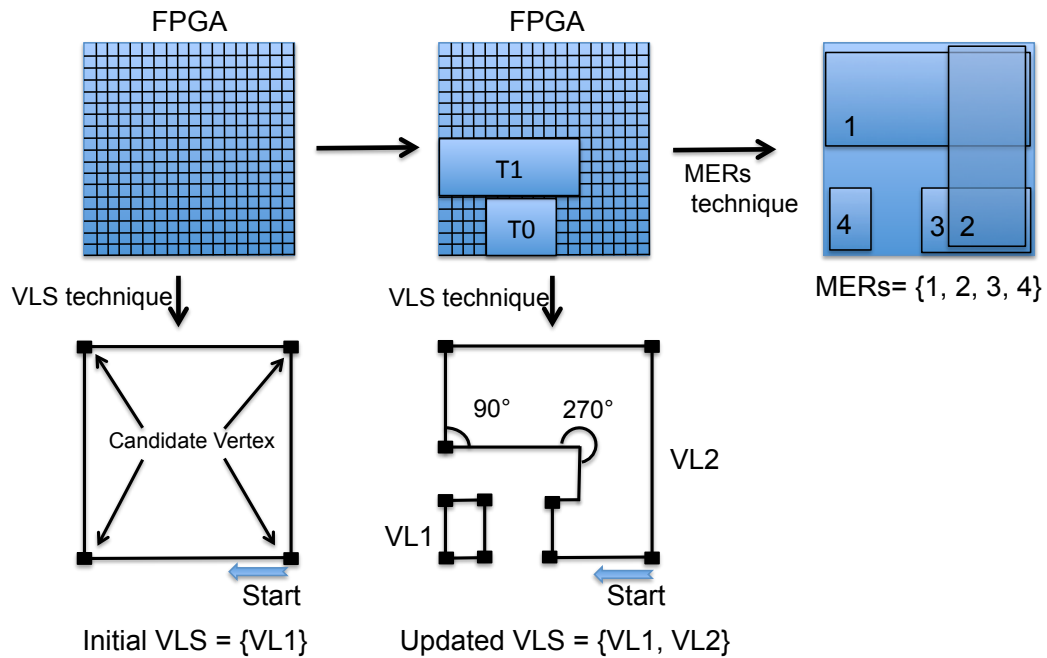 FPGA
FPGA
T1
T0
MERs
technique
1
2
3
4
MERs= {1, 2, 3, 4}
VLS technique
VLS technique
Candidate Vertex
90°
270°
VL1
VL2
Start
Start
Initial VLS = {VL1}
Updated VLS = {VL1, VL2}